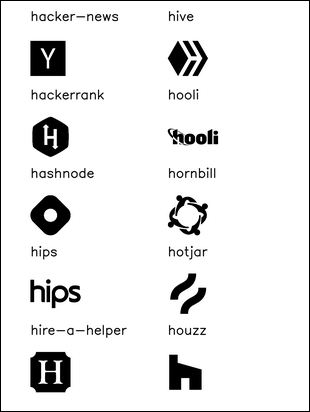 hacker-news hive
Y
hackerrank hooli
H hooli
hashnode hornbill
hips hotjar
hips
hire-a-helper houzz
H